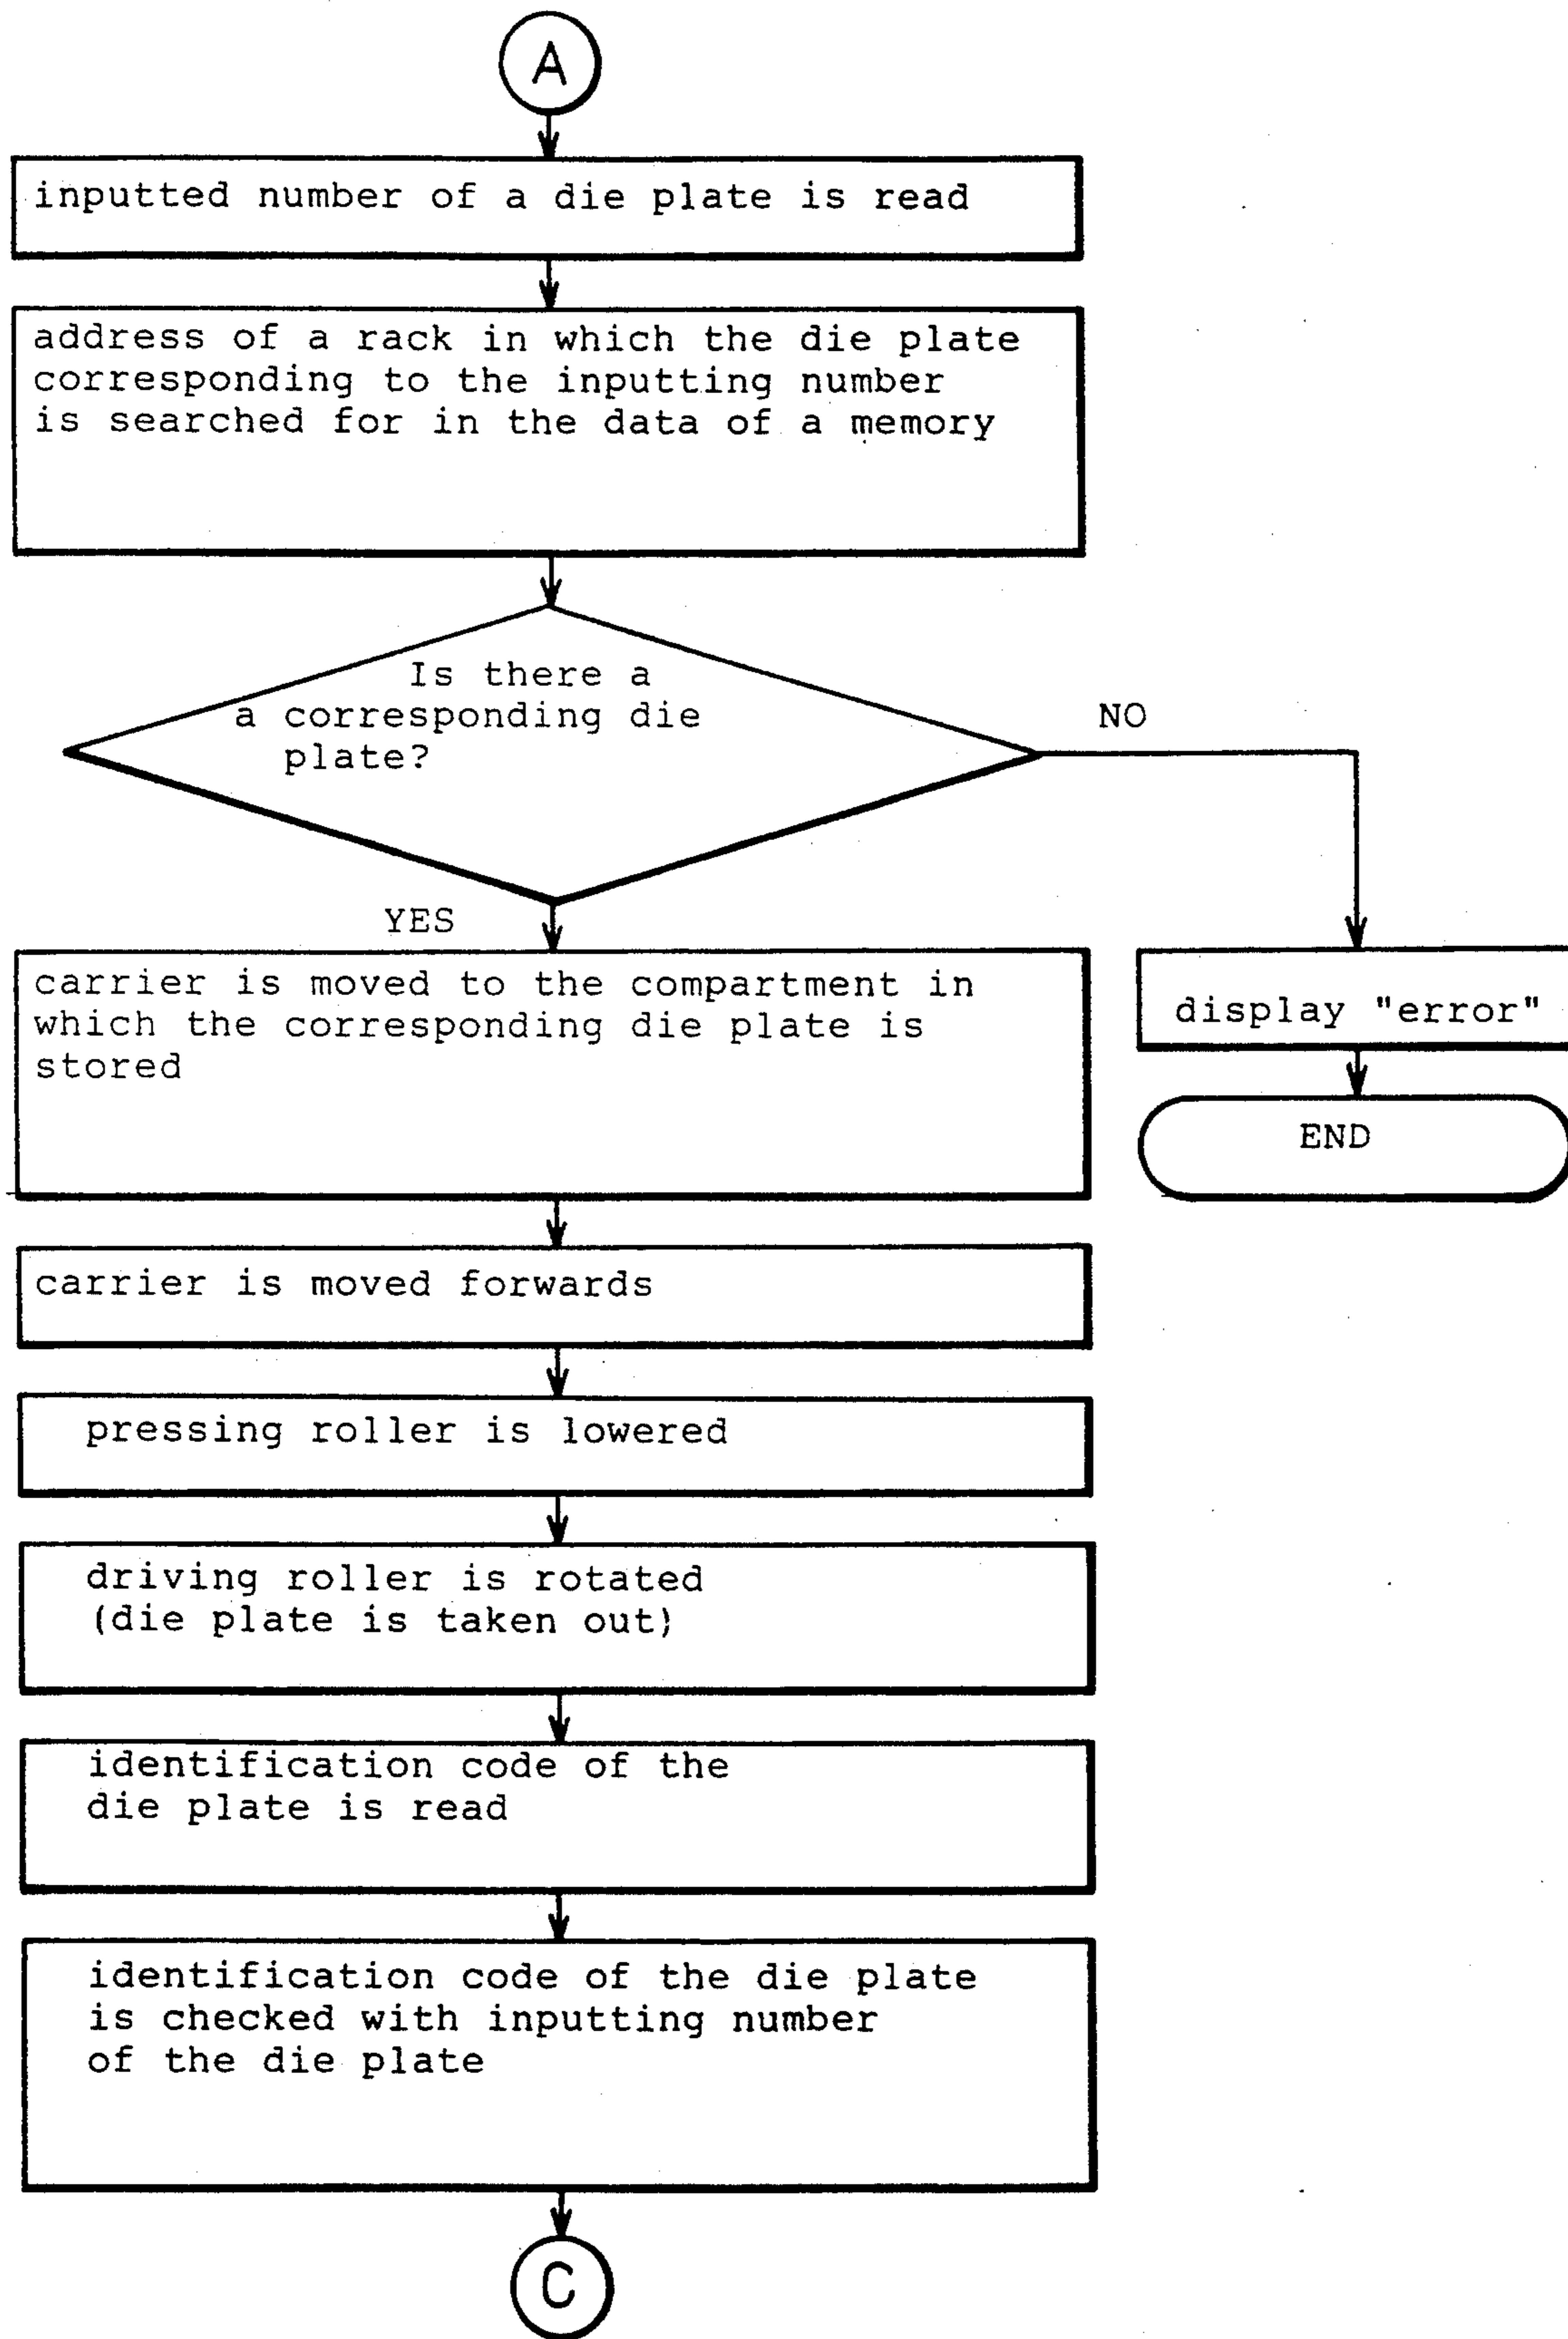 A
inputted number of a die plate is read
address of a rack in which the die plate
corresponding to the inputting number
is searched for in the data of a memory
Is there a
a corresponding die
plate?
NO
YES
carrier is moved to the compartment in
which the corresponding die plate is
stored
display "error"
END
carrier is moved forwards
pressing roller is lowered
driving roller is rotated
(die plate is taken out)
identification code of the
die plate is read
identification code of the die plate
is checked with inputting number
of the die plate
C